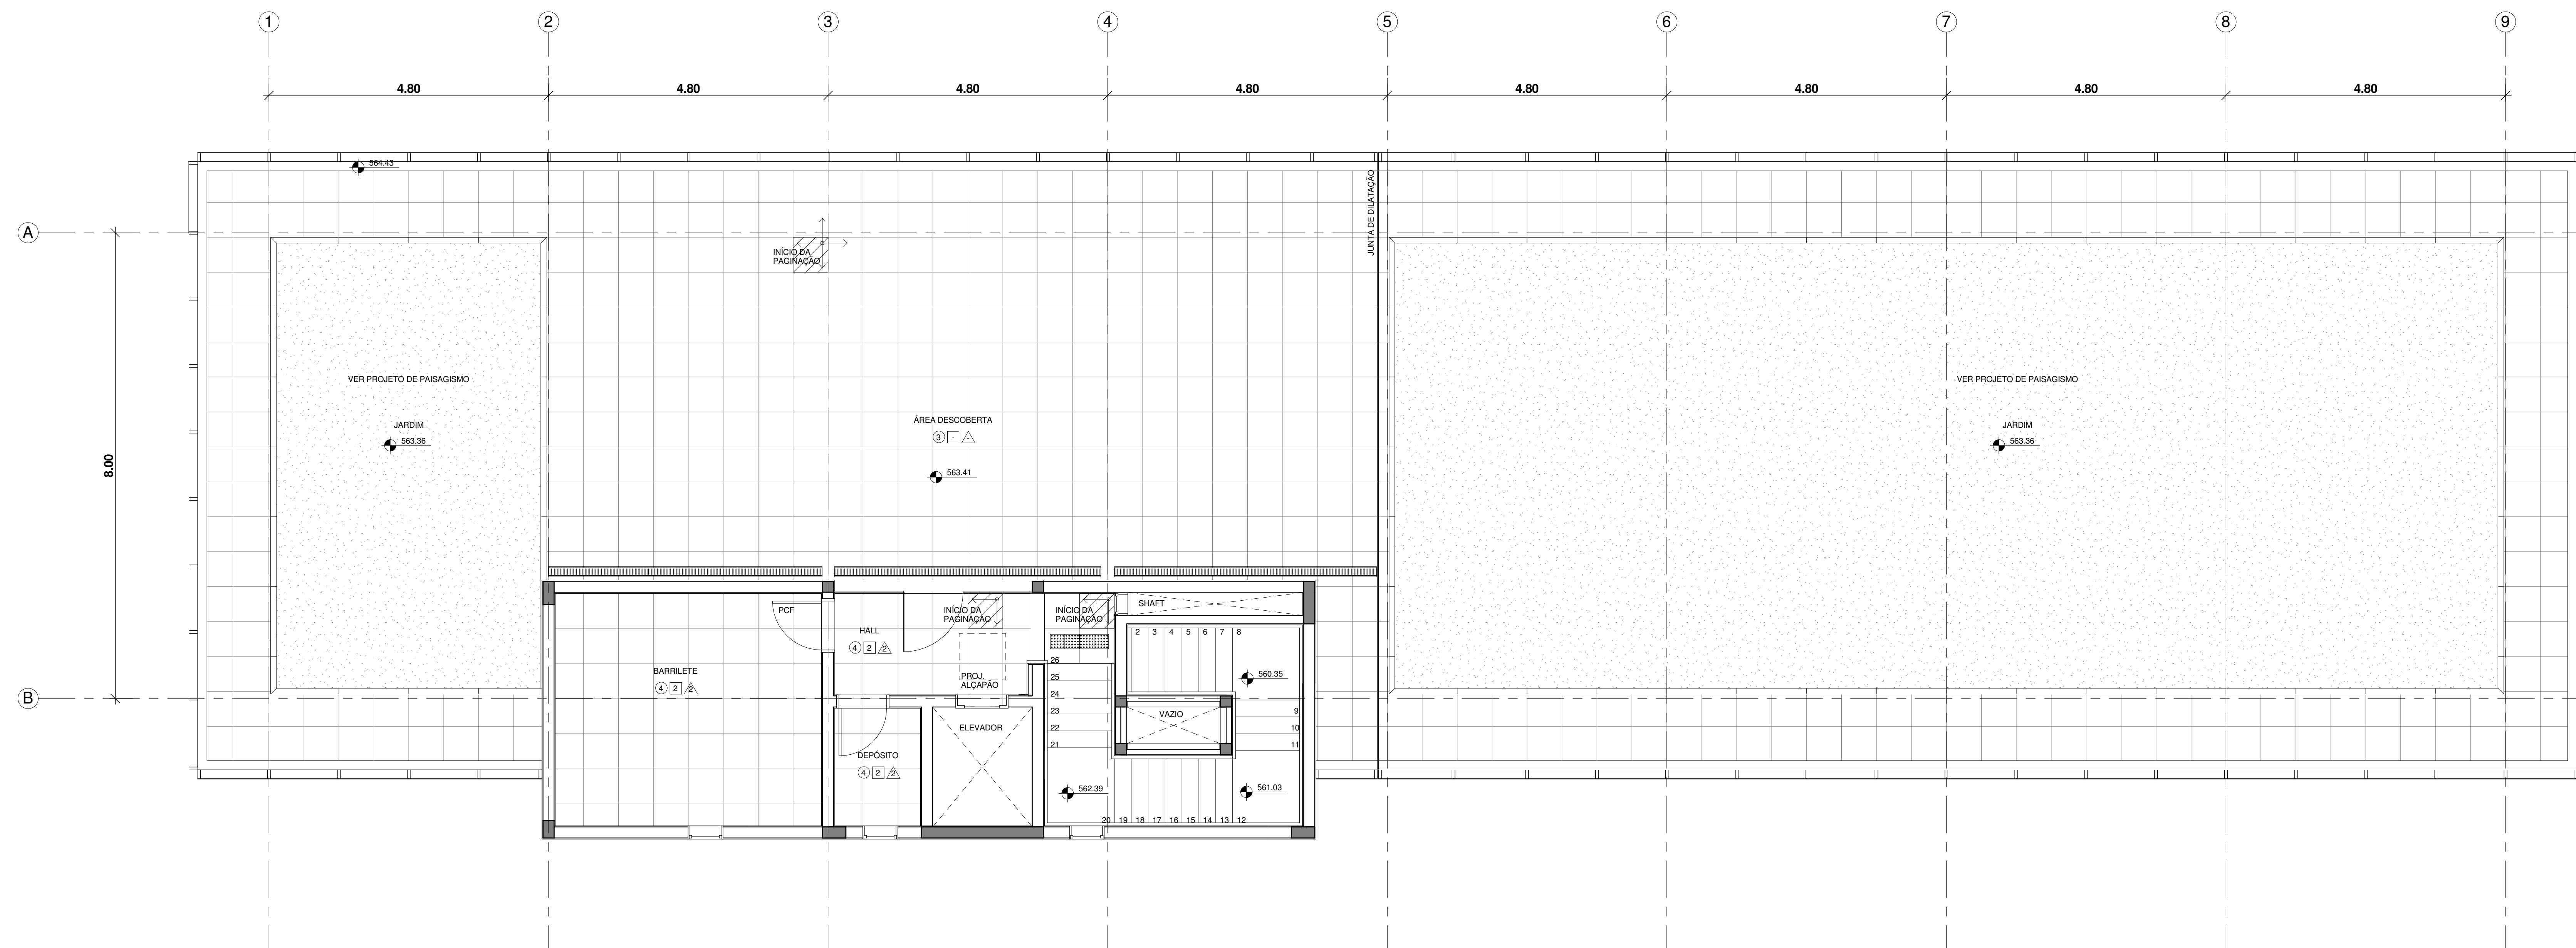 1 2 3 4 5 6 7 8 9
4.80 4.80 4.80 4.80 4.80 4.80 4.80 4.80
564.43
JUNTA DE DILATAÇÃO
A
INÍCIO DA
PAGINAÇÃO
VER PROJETO DE PAISAGISMO
JARDIM
563.36
8.00
ÁREA DESCOBERTA
3 - -
563.41
VER PROJETO DE PAISAGISMO
JARDIM
563.36
PCF
HALL
4 2 2
INÍCIO DA
PAGINAÇÃO
INÍCIO DA
PAGINAÇÃO
SHAFT
2 3 4 5 6 7 8
BARRILETE
4 2 2
PROJ.
ALÇAPÃO
26
25
24
23
22
21
560.35
B
VAZIO
9
10
11
ELEVADOR
DEPÓSITO
4 2 2
562.39
561.03
20 19 18 17 16 15 14 13 12